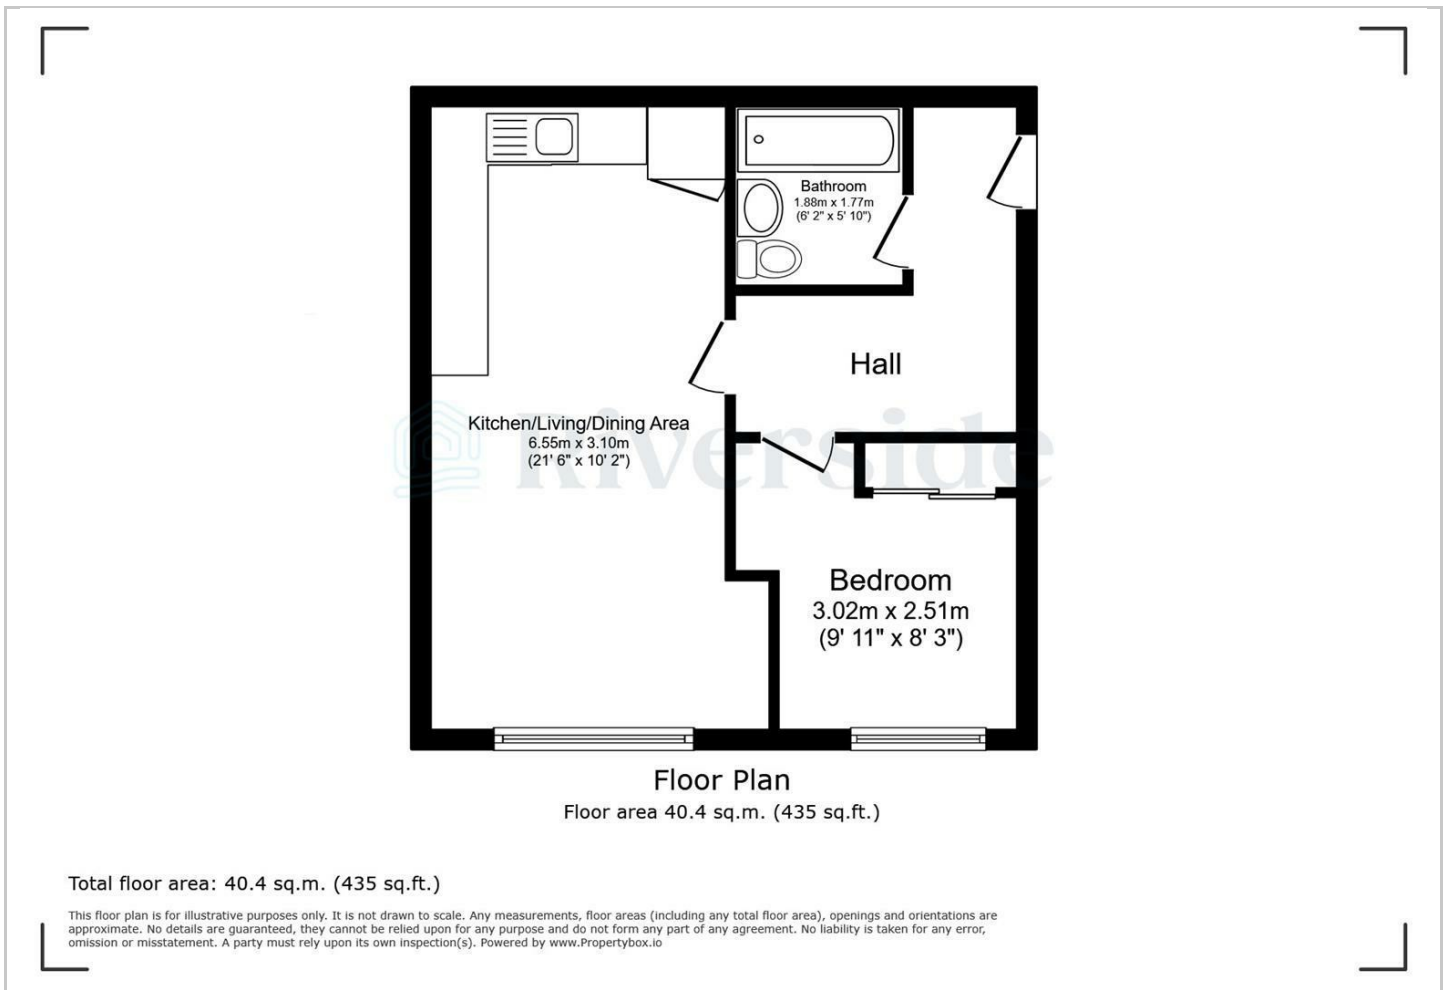 Bathroom
1.88m x 1.77m
(6' 2" x 5' 10")
Hall
Kitchen/Living/Dining Area
6.55m x 3.10m
(21' 6" x 10' 2")
Riverside
Bedroom
3.02m x 2.51m
(9' 11" x 8' 3")
Floor Plan
Floor area 40.4 sq.m. (435 sq.ft.)
Total floor area: 40.4 sq.m. (435 sq.ft.)
This floor plan is for illustrative purposes only. It is not drawn to scale. Any measurements, floor areas (including any total floor area), openings and orientations are
approximate. No details are guaranteed, they cannot be relied upon for any purpose and do not form any part of any agreement. No liability is taken for any error,
omission or misstatement. A party must rely upon its own inspection(s). Powered by www.Propertybox.io